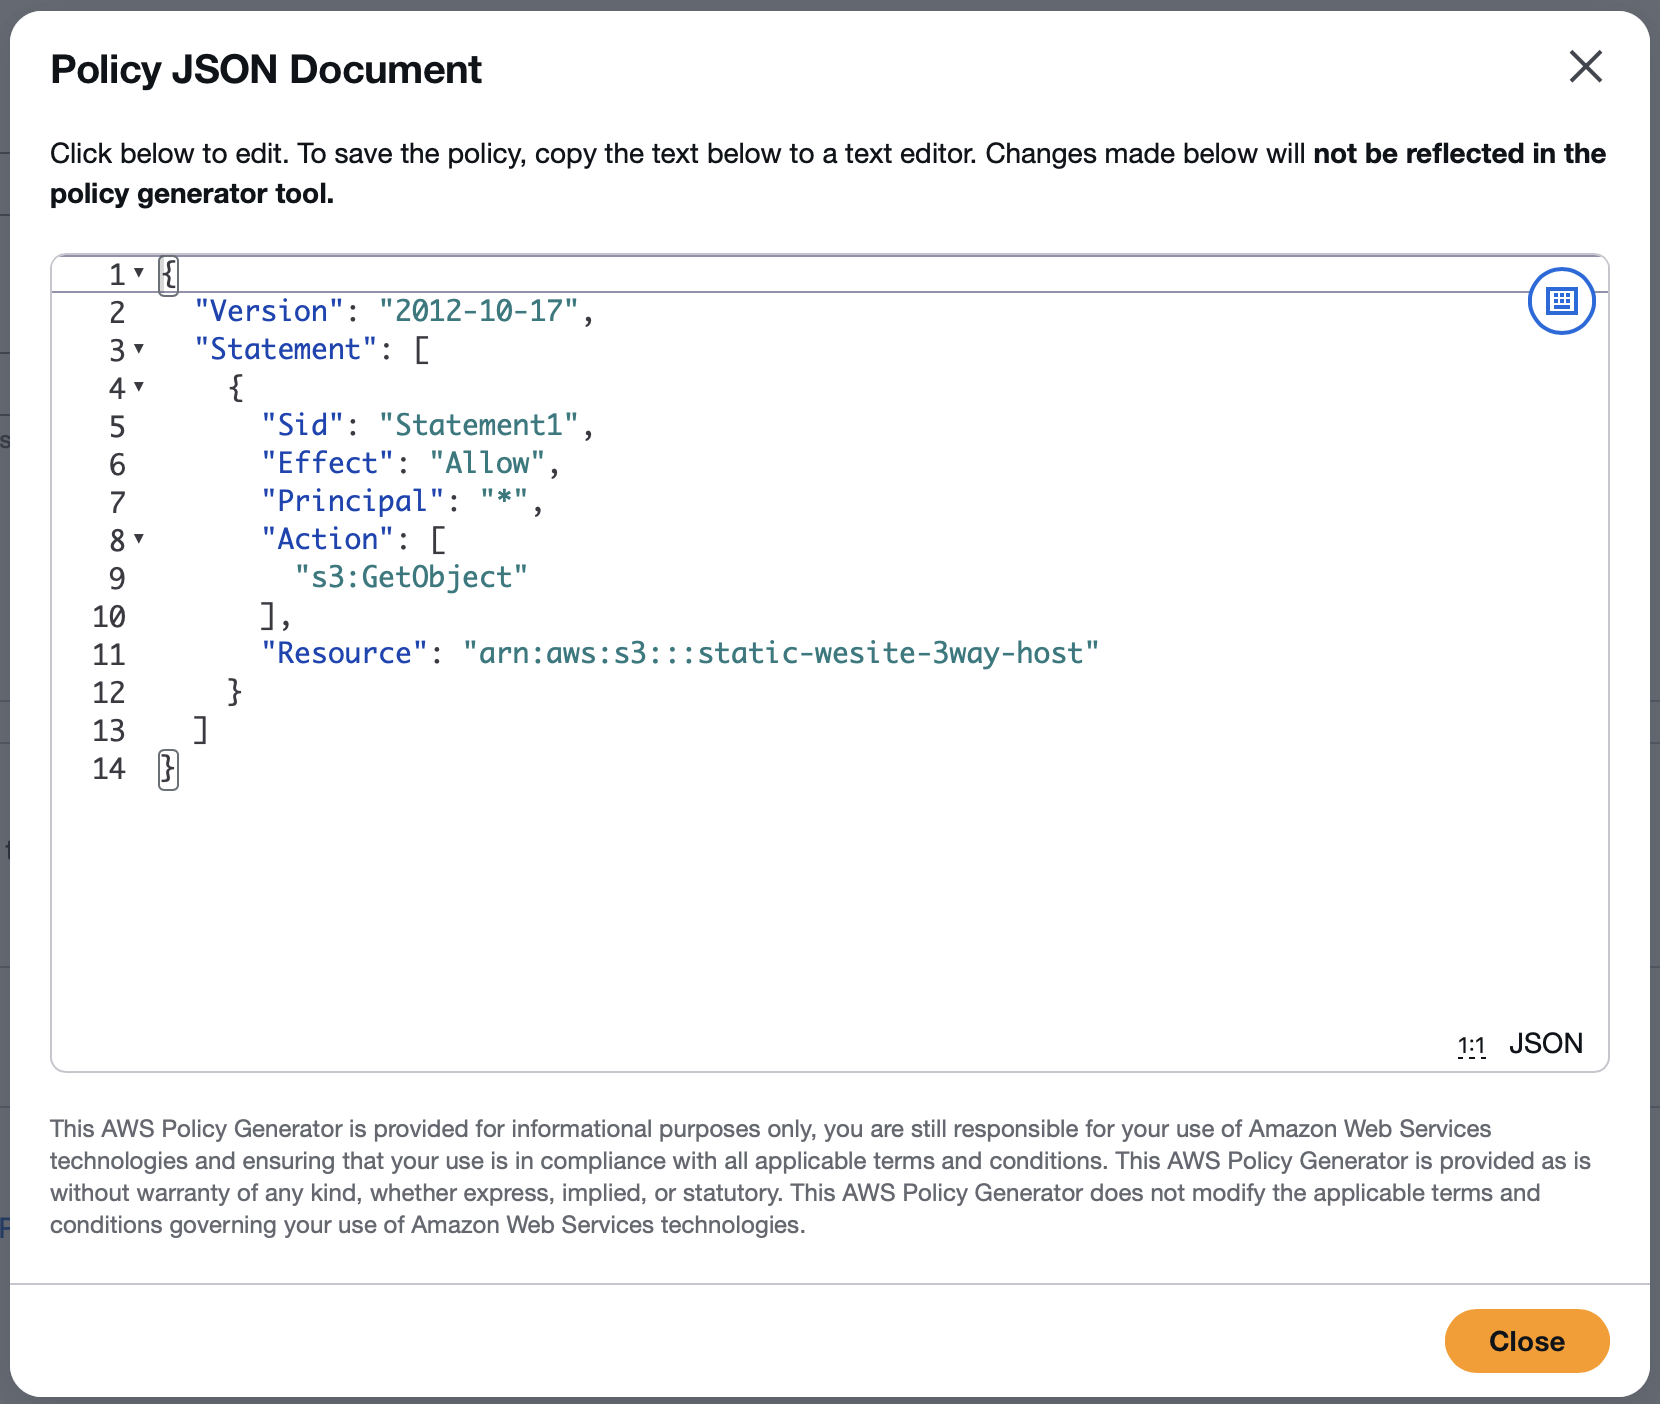 Policy JSON Document
Click below to edit. To save the policy, copy the text below to a text editor. Changes made below will not be reflected in the
policy generator tool.
1 {
2 "Version": "2012-10-17",
3 "Statement": [
4 {
5 "Sid": "Statement1",
6 "Effect": "Allow",
7 "Principal": "*",
8 "Action": [
9 "s3:GetObject"
10 ],
11 "Resource": "arn:aws:s3:::static-wesite-3way-host"
12 }
13 ]
14 }
1:1 JSON
This AWS Policy Generator is provided for informational purposes only, you are still responsible for your use of Amazon Web Services
technologies and ensuring that your use is in compliance with all applicable terms and conditions. This AWS Policy Generator is provided as is
without warranty of any kind, whether express, implied, or statutory. This AWS Policy Generator does not modify the applicable terms and
conditions governing your use of Amazon Web Services technologies.
Close